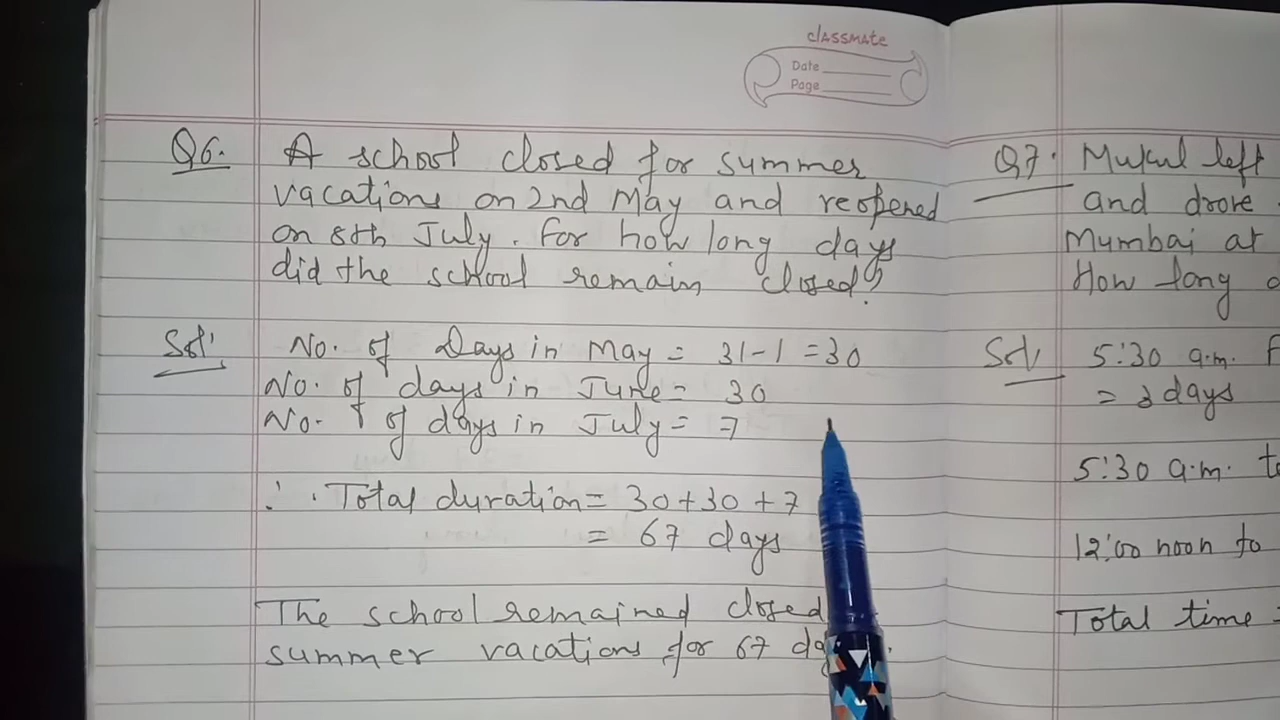 classmate
Date
Page
Q6. A school closed for summer
vacations on 2nd May and reopened
on 8th July. For how long days
did the school remain closed?
Sol. No. of Days in May = 31-1 = 30
No. of days in June = 30
No. of days in July = 7
∴ Total duration = 30+30+7
= 67 days
The school remained closed
summer vacations for 67
Q7. Mukul left
and drove
Mumbai at
How long
Sol. 5:30 a.m.
= 2 days
5:30 a.m. to
12:00 noon to
Total time =